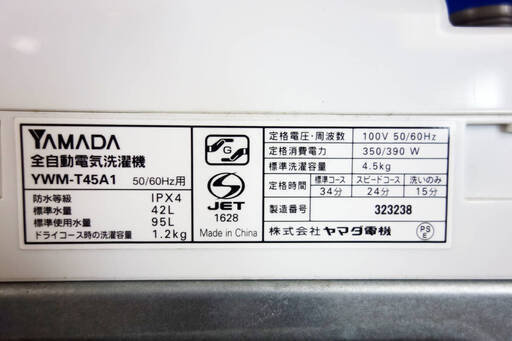 YAMADA
全自動電気洗濯機
YWM-T45A1 50/60Hz用
防水等級 IPX4
標準水量 42L
標準使用水量 95L
ドライコース時の洗濯容量 1.2kg
G
S
JET
1628
Made in China
定格電圧・周波数 100V 50/60Hz
定格消費電力 350/390 W
標準洗濯容量 4.5kg
定格時間 標準コース スピードコース 洗いのみ
34分 24分 15分
製造番号 323238
株式会社 ヤマダ電機 PS E